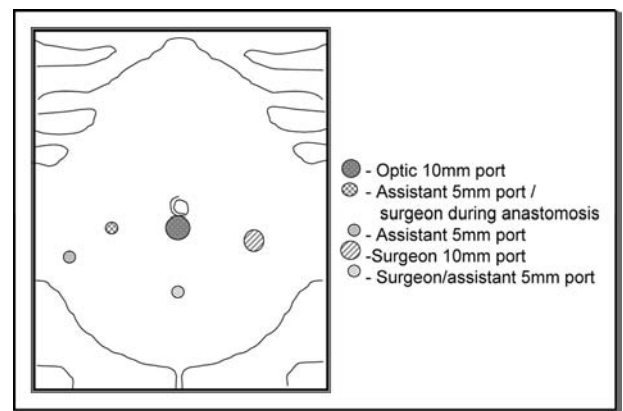 - Optic 10mm port
- Assistant 5mm port /
surgeon during anastomosis
- Assistant 5mm port
-Surgeon 10mm port
- Surgeon/assistant 5mm port